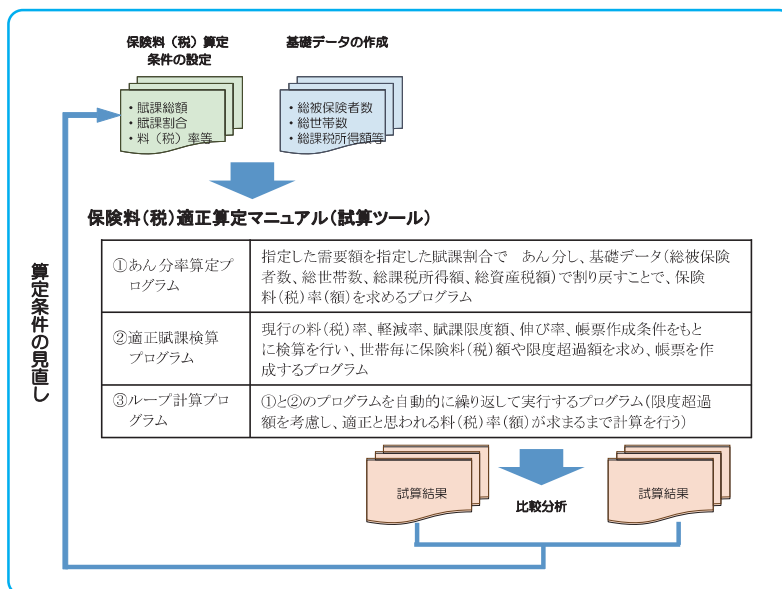 保険料（税）算定
条件の設定
基礎データの作成
・賦課総額
・賦課割合
・料（税）率等
・総被保険者数
・総世帯数
・総課税所得額等
保険料(税)適正算定マニュアル(試算ツール)
①あん分率算定プ
ログラム
指定した需要額を指定した賦課割合で　あん分し、基礎データ(総被保険
者数、総世帯数、総課税所得額、総資産税額)で割り戻すことで、保険
料(税)率(額)を求めるプログラム
②適正賦課検算
プログラム
現行の料(税)率、軽減率、賦課限度額、伸び率、帳票作成条件をもと
に検算を行い、世帯毎に保険料(税)額や限度超過額を求め、帳票を作
成するプログラム
③ループ計算プロ
グラム
①と②のプログラムを自動的に繰り返して実行するプログラム(限度超過
額を考慮し、適正と思われる料(税)率(額)が求まるまで計算を行う)
算定条件の見直し
試算結果
比較分析
試算結果